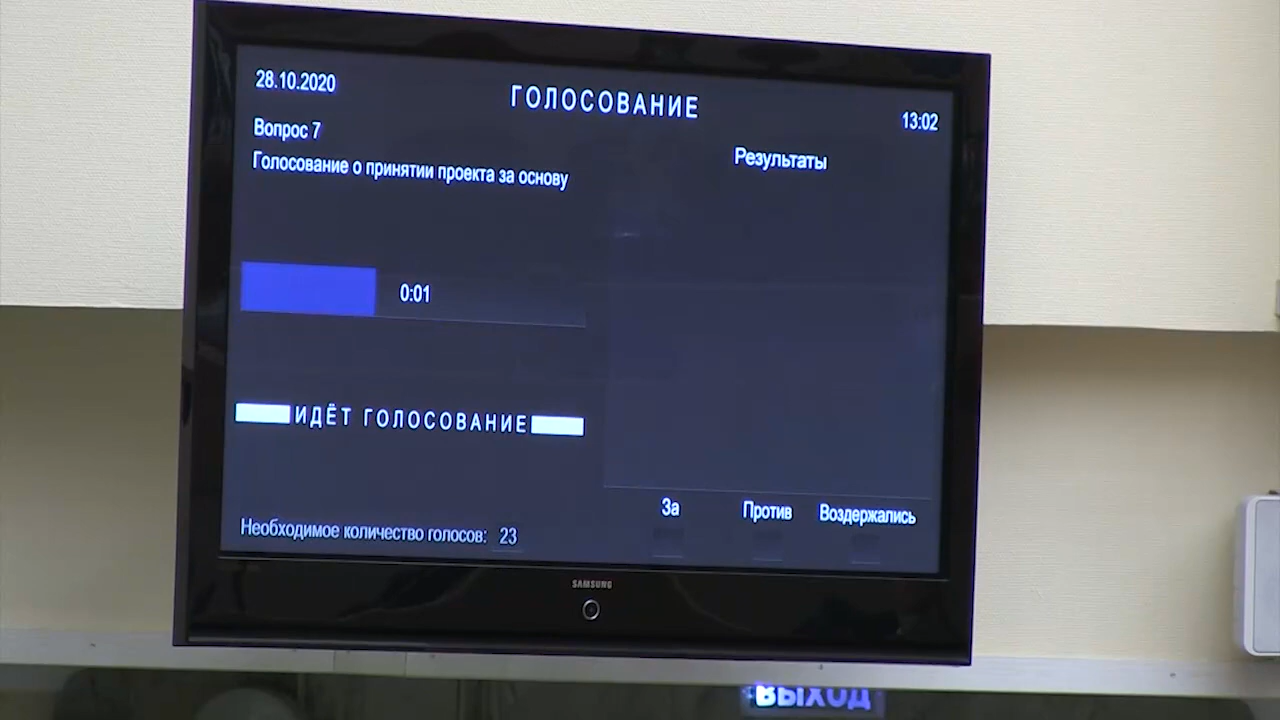 28.10.2020
ГОЛОСОВАНИЕ
13:02
Вопрос 7
Голосование о принятии проекта за основу
Результаты
0:01
ИДЁТ ГОЛОСОВАНИЕ
За
Против
Воздержались
Необходимое количество голосов: 23
SAMSUNG
ВЫХОД